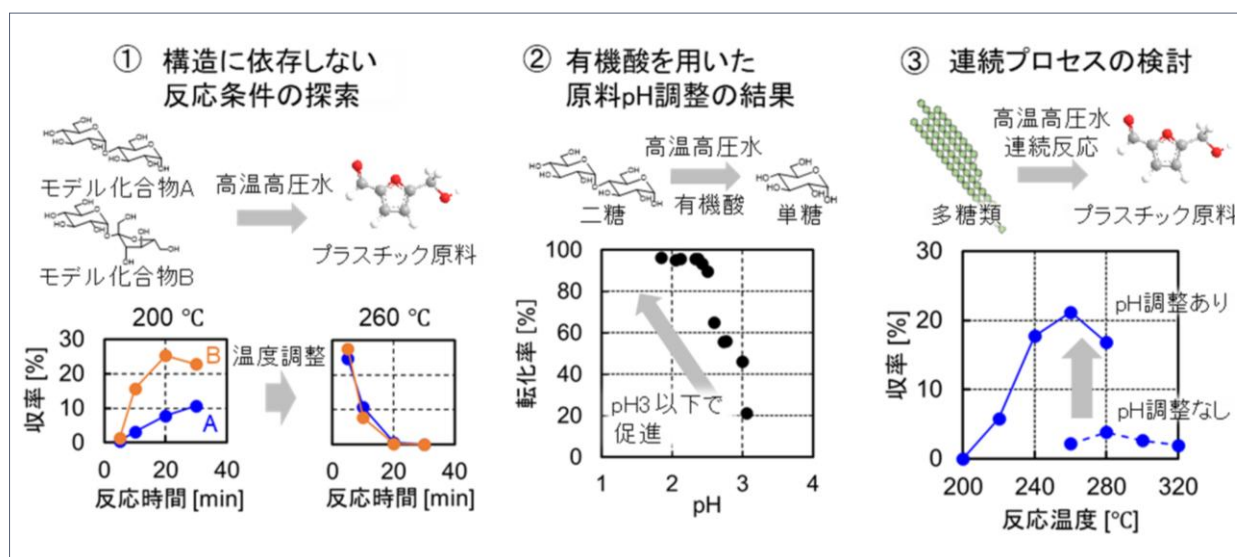 ① 構造に依存しない
反応条件の探索
モデル化合物A
高温高圧水
プラスチック原料
モデル化合物B
200 ℃
260 ℃
収率 [%]
30
20
10
0
B
A
0
20
40
反応時間 [min]
温度調整
0
20
40
反応時間 [min]
② 有機酸を用いた
原料pH調整の結果
高温高圧水
有機酸
二糖
単糖
転化率 [%]
100
80
60
40
20
0
pH3以下で
促進
1
2
3
4
pH
③ 連続プロセスの検討
高温高圧水
連続反応
多糖類
プラスチック原料
収率 [%]
30
20
10
0
pH調整あり
pH調整なし
200
240
280
320
反応温度 [℃]